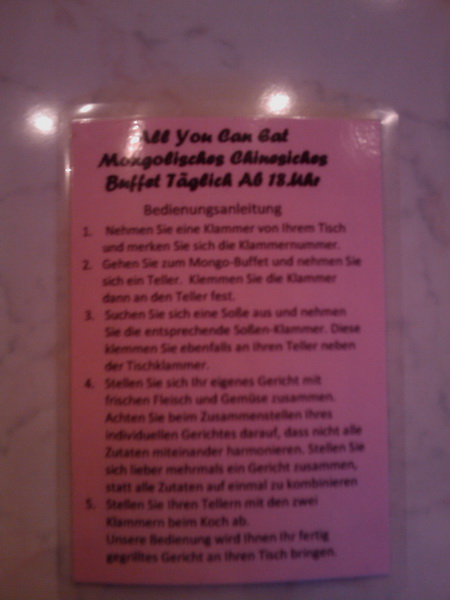 All You Can Eat
Mongolisches Chinesiches
Buffet Täglich Ab 18.Uhr
Bedienungsanleitung
1. Nehmen Sie eine Klammer von Ihrem Tisch
und merken Sie sich die Klammernummer.
2. Gehen Sie zum Mongo-Buffet und nehmen Sie
sich ein Teller. Klemmen Sie die Klammer
dann an den Teller fest.
3. Suchen Sie sich eine Soße aus und nehmen
Sie die entsprechende Soßen-Klammer. Diese
klemmen Sie ebenfalls an Ihren Teller neben
der Tischklammer.
4. Stellen Sie sich Ihr eigenes Gericht mit
frischen Fleisch und Gemüse zusammen.
Achten Sie beim Zusammenstellen Ihres
individuellen Gerichtes darauf, dass nicht alle
Zutaten miteinander harmonieren. Stellen Sie
sich lieber mehrmals ein Gericht zusammen,
statt alle Zutaten auf einmal zu kombinieren
5. Stellen Sie Ihren Tellern mit den zwei
Klammern beim Koch ab.
Unsere Bedienung wird Ihnen Ihr fertig
gegrilltes Gericht an Ihren Tisch bringen.